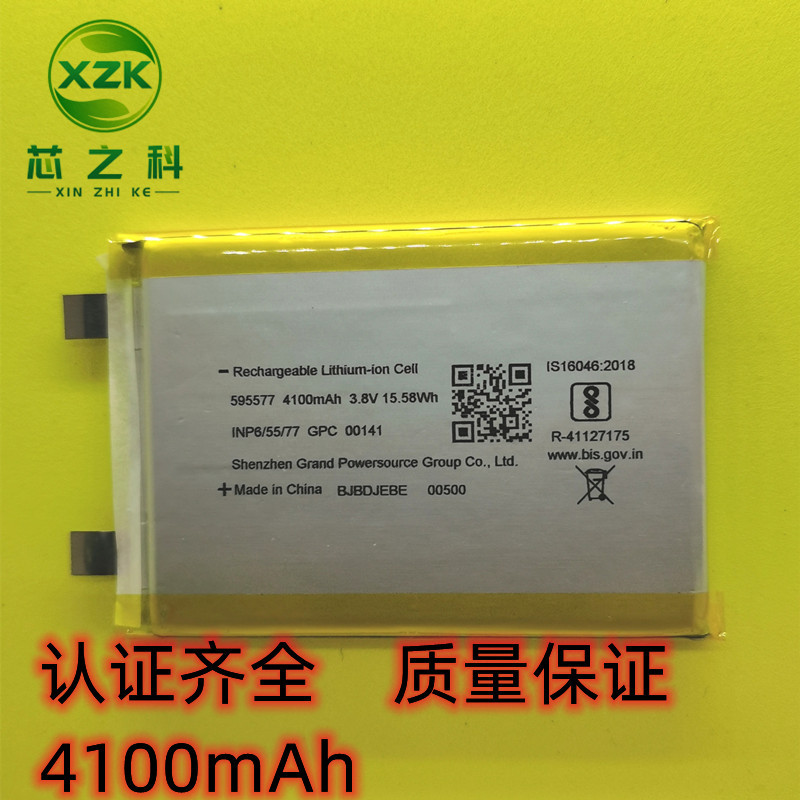 XZK
芯之科
XIN ZHI KE
- Rechargeable Lithium-ion Cell
595577 4100mAh 3.8V 15.58Wh
INP6/55/77 GPC 00141
Shenzhen Grand Powersource Group Co., Ltd.
+ Made in China BJBDJEBE 00500
IS16046:2018
R-41127175
www.bis.gov.in
认证齐全 质量保证
4100mAh